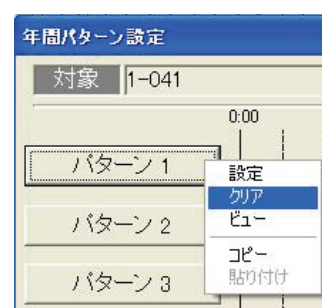 年間パターン設定
対象 1-041
0:00
パターン 1
設定
クリア
ビュー
コピー
貼り付け
パターン 2
パターン 3